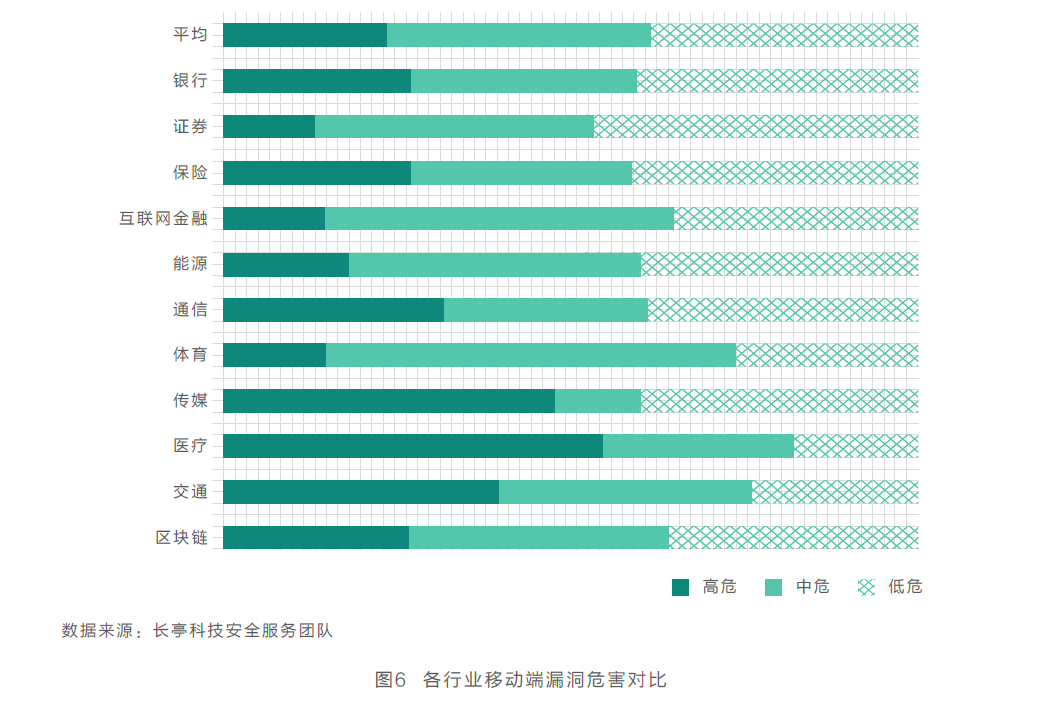 平均
银行
证券
保险
互联网金融
能源
通信
体育
传媒
医疗
交通
区块链
高危 中危 低危
数据来源：长亭科技安全服务团队
图6 各行业移动端漏洞危害对比